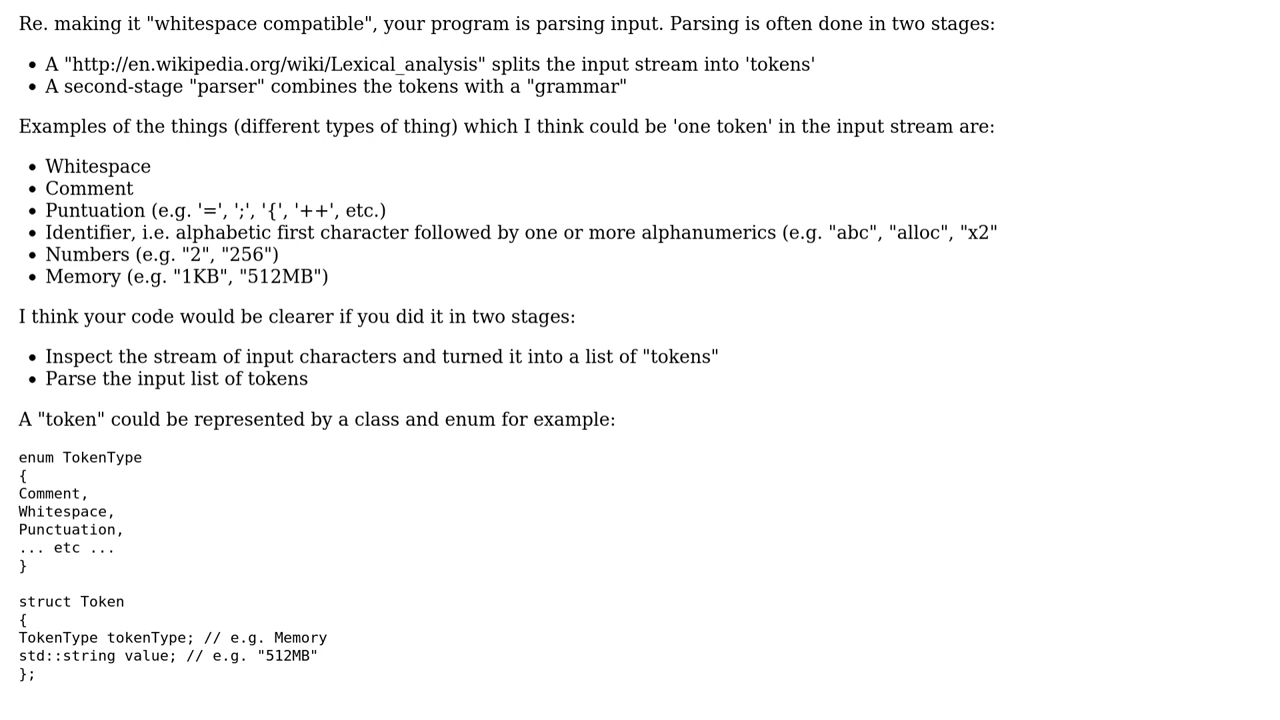 Re. making it "whitespace compatible", your program is parsing input. Parsing is often done in two stages:
• A "http://en.wikipedia.org/wiki/Lexical_analysis" splits the input stream into 'tokens'
• A second-stage "parser" combines the tokens with a "grammar"
Examples of the things (different types of thing) which I think could be 'one token' in the input stream are:
• Whitespace
• Comment
• Puntuation (e.g. '=', ';', '{', '++', etc.)
• Identifier, i.e. alphabetic first character followed by one or more alphanumerics (e.g. "abc", "alloc", "x2"
• Numbers (e.g. "2", "256")
• Memory (e.g. "1KB", "512MB")
I think your code would be clearer if you did it in two stages:
• Inspect the stream of input characters and turned it into a list of "tokens"
• Parse the input list of tokens
A "token" could be represented by a class and enum for example:
enum TokenType
{
Comment,
Whitespace,
Punctuation,
... etc ...
}
struct Token
{
TokenType tokenType; // e.g. Memory
std::string value; // e.g. "512MB"
};